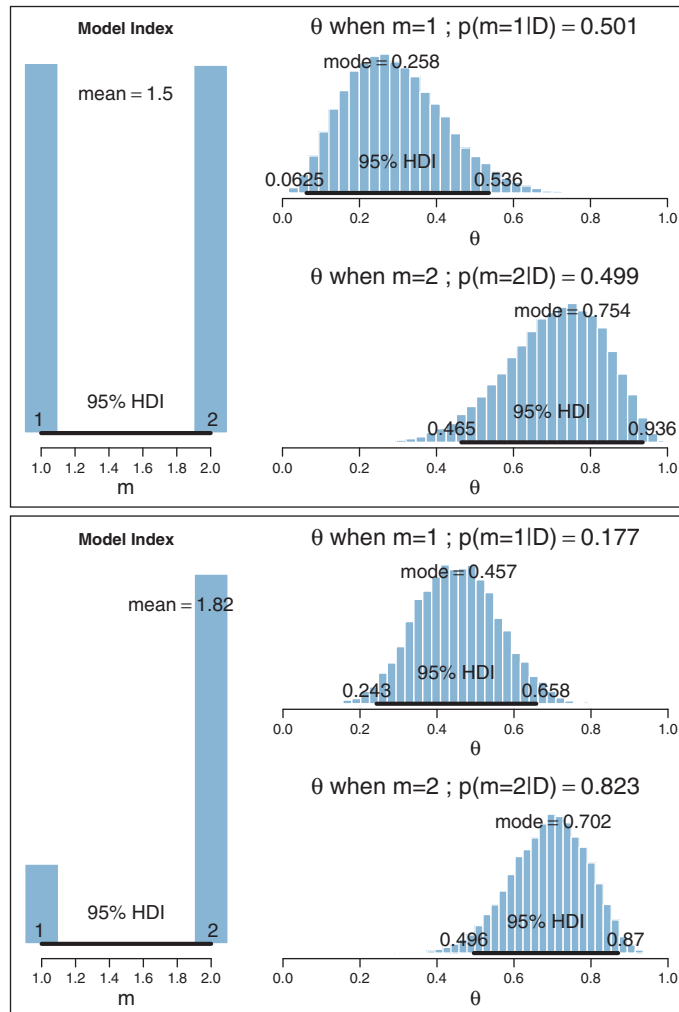 Model Index
mean = 1.5
95% HDI
1 2
1.0 1.2 1.4 1.6 1.8 2.0
m
θ when m=1 ; p(m=1|D) = 0.501
mode = 0.258
95% HDI
0.0625 0.536
0.0 0.2 0.4 0.6 0.8 1.0
θ
θ when m=2 ; p(m=2|D) = 0.499
mode = 0.754
95% HDI
0.465 0.936
0.0 0.2 0.4 0.6 0.8 1.0
θ
Model Index
mean = 1.82
95% HDI
1 2
1.0 1.2 1.4 1.6 1.8 2.0
m
θ when m=1 ; p(m=1|D) = 0.177
mode = 0.457
95% HDI
0.243 0.658
0.0 0.2 0.4 0.6 0.8 1.0
θ
θ when m=2 ; p(m=2|D) = 0.823
mode = 0.702
95% HDI
0.496 0.87
0.0 0.2 0.4 0.6 0.8 1.0
θ